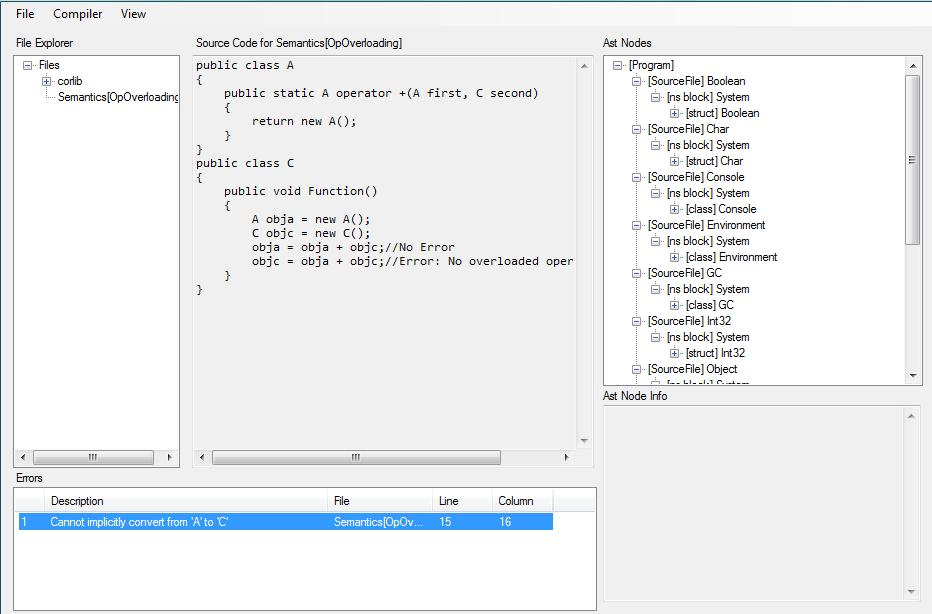 File Compiler View
File Explorer
Files
corlib
Semantics[OpOverloading
Source Code for Semantics[OpOverloading]
public class A
{
    public static A operator +(A first, C second)
    {
        return new A();
    }
}
public class C
{
    public void Function()
    {
        A obja = new A();
        C objc = new C();
        obja = obja + objc;//No Error
        objc = obja + objc;//Error: No overloaded oper
    }
}
Ast Nodes
[Program]
[SourceFile] Boolean
[ns block] System
[struct] Boolean
[SourceFile] Char
[ns block] System
[struct] Char
[SourceFile] Console
[ns block] System
[class] Console
[SourceFile] Environment
[ns block] System
[class] Environment
[SourceFile] GC
[ns block] System
[class] GC
[SourceFile] Int32
[ns block] System
[struct] Int32
[SourceFile] Object
[ns block] System
Ast Node Info
Errors
Description File Line Column
1 Cannot implicitly convert from 'A' to 'C' Semantics[OpOv... 15 16